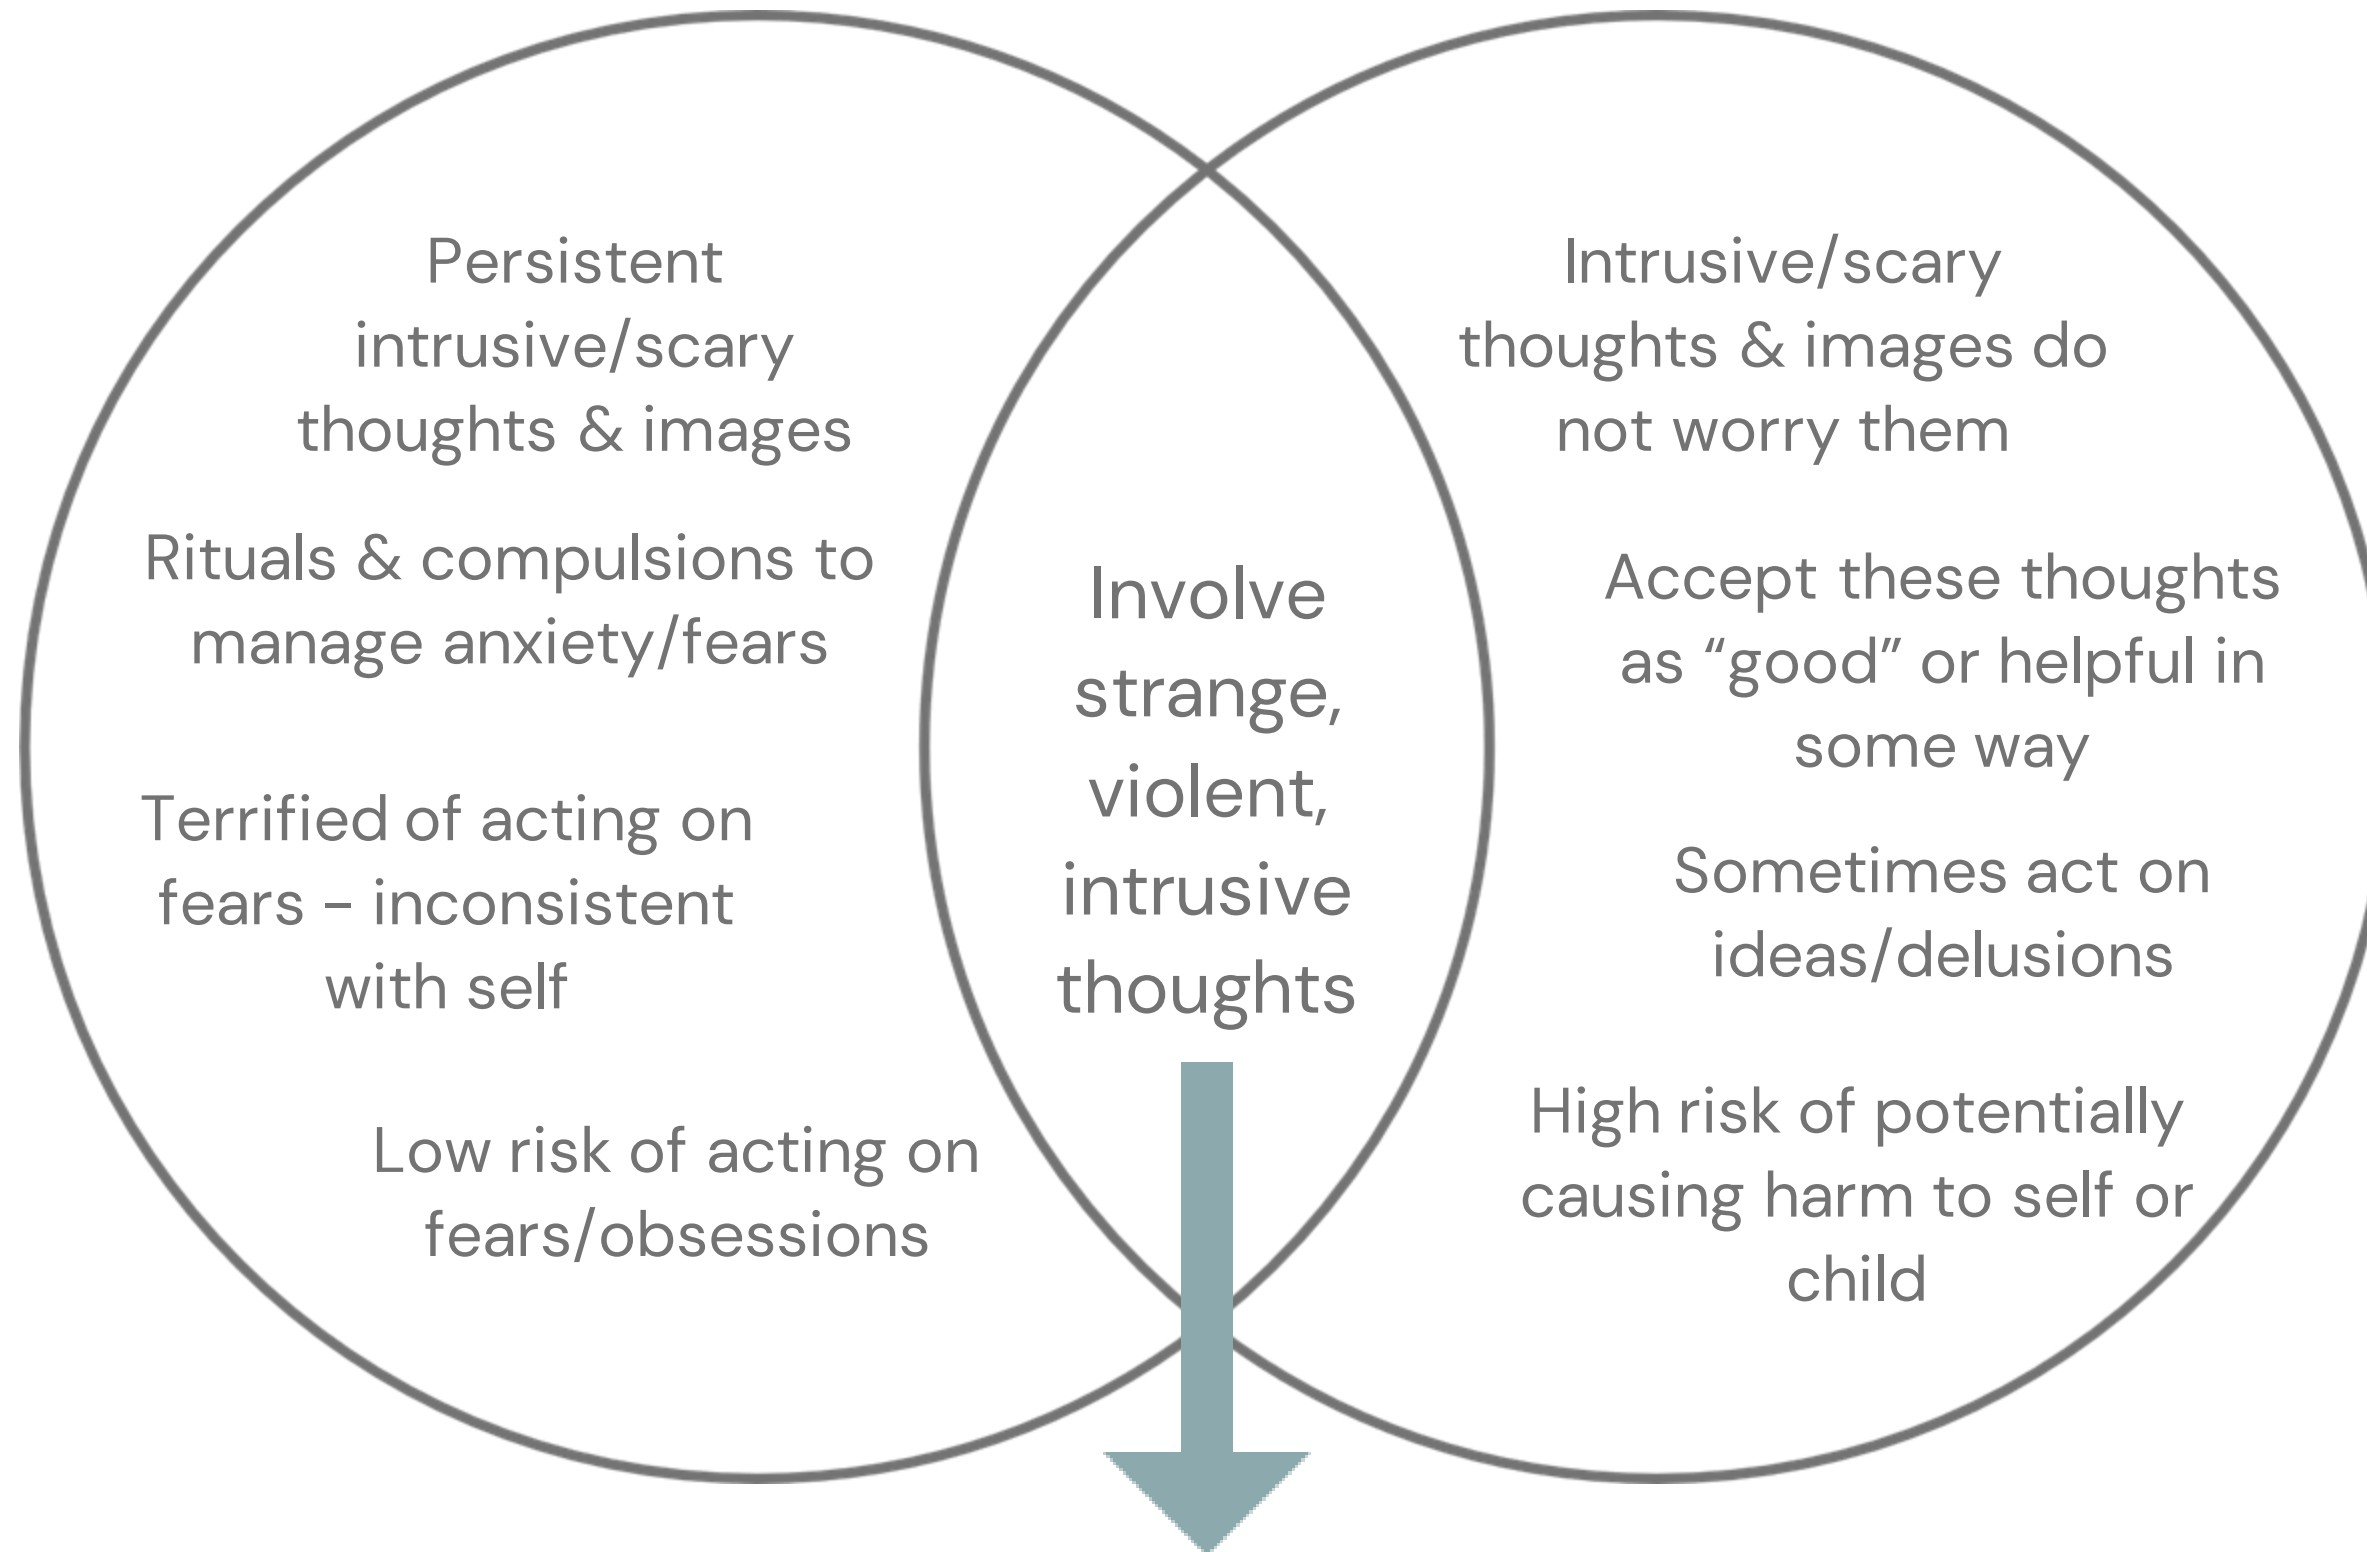 Persistent
intrusive/scary
thoughts & images
Rituals & compulsions to
manage anxiety/fears
Terrified of acting on
fears - inconsistent
with self
Low risk of acting on
fears/obsessions
Involve
strange,
violent,
intrusive
thoughts
Intrusive/scary
thoughts & images do
not worry them
Accept these thoughts
as “good” or helpful in
some way
Sometimes act on
ideas/delusions
High risk of potentially
causing harm to self or
child